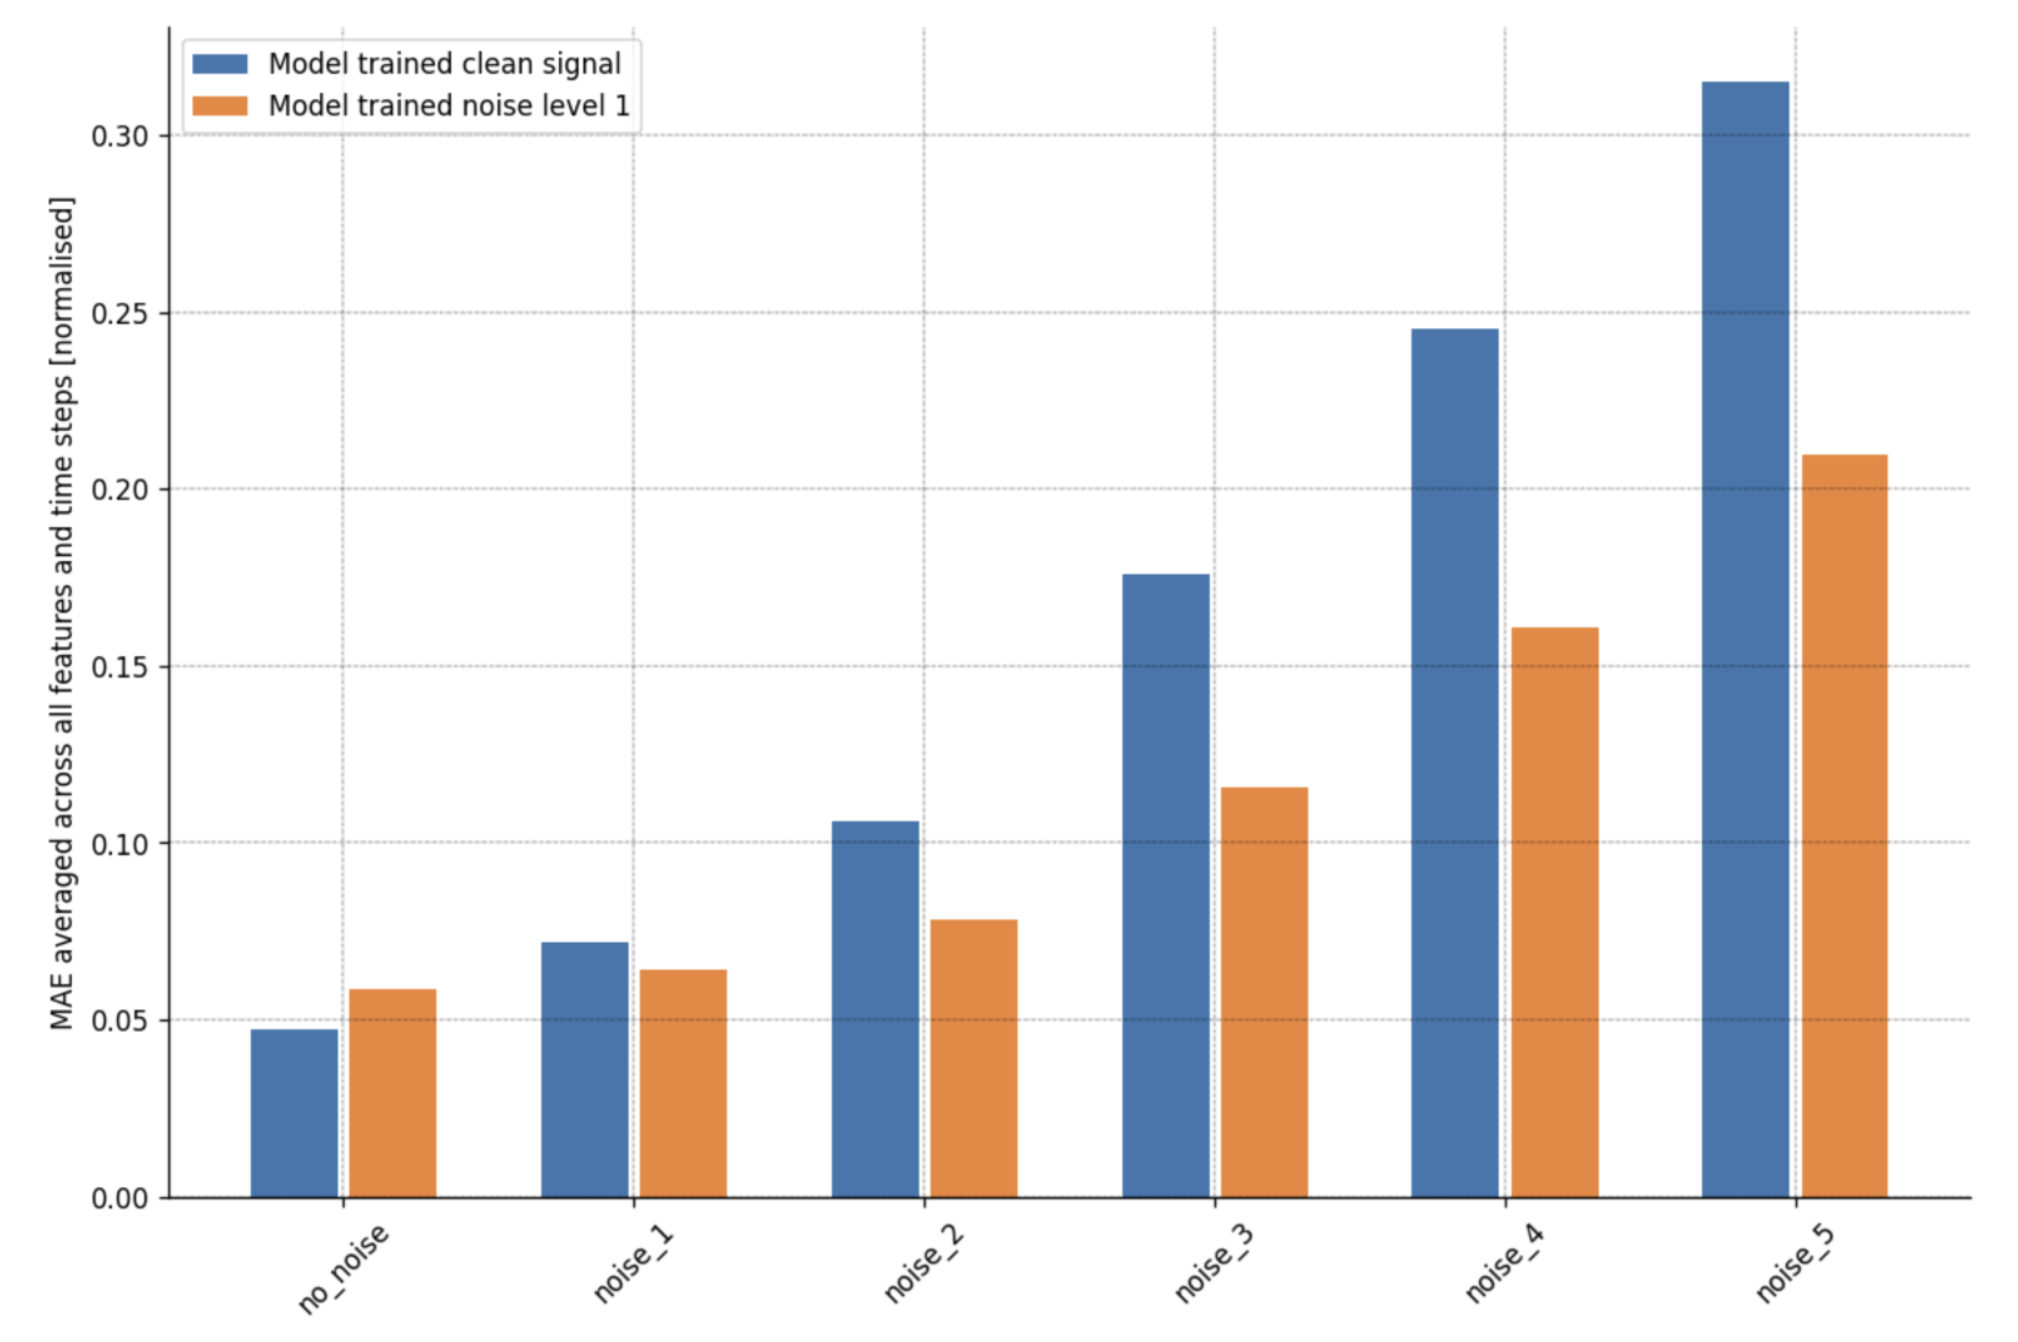 Model trained clean signal
Model trained noise level 1
MAE averaged across all features and time steps [normalised]
0.30
0.25
0.20
0.15
0.10
0.05
0.00
no_noise
noise_1
noise_2
noise_3
noise_4
noise_5